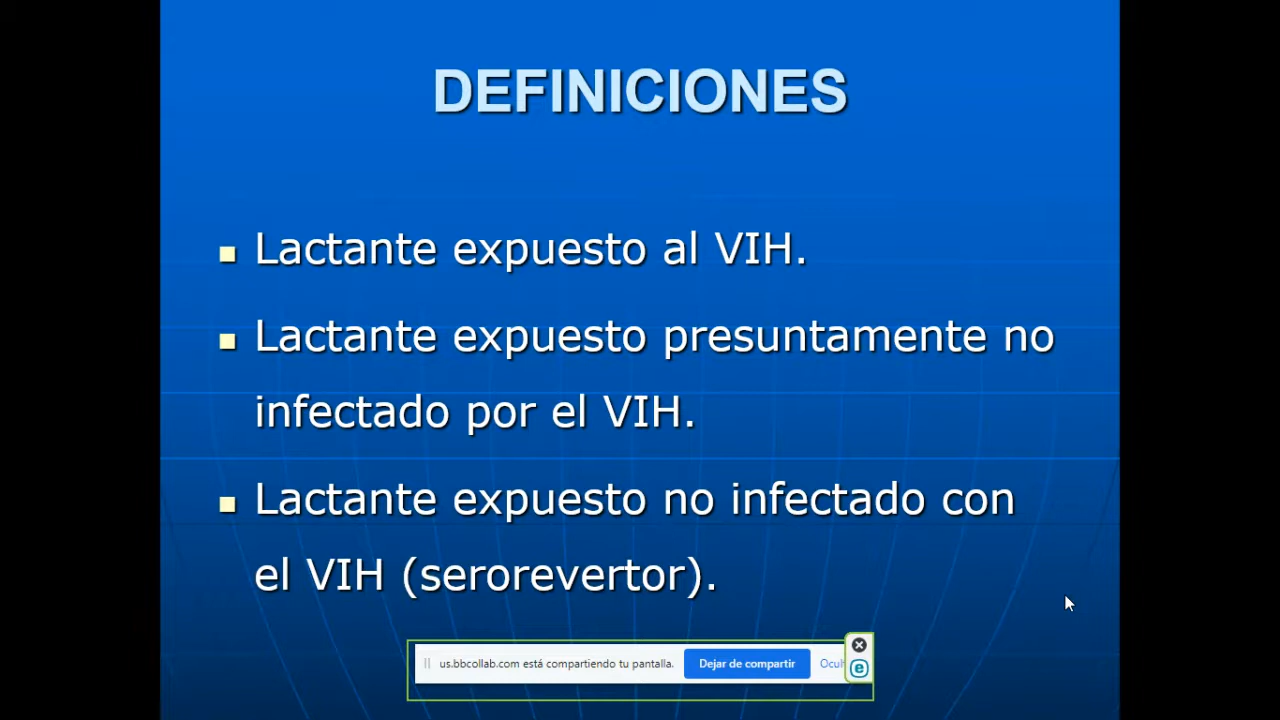 DEFINICIONES
Lactante expuesto al VIH.
Lactante expuesto presuntamente no
infectado por el VIH.
Lactante expuesto no infectado con
el VIH (serorevertor).
us.bbcollab.com está compartiendo tu pantalla.
Dejar de compartir